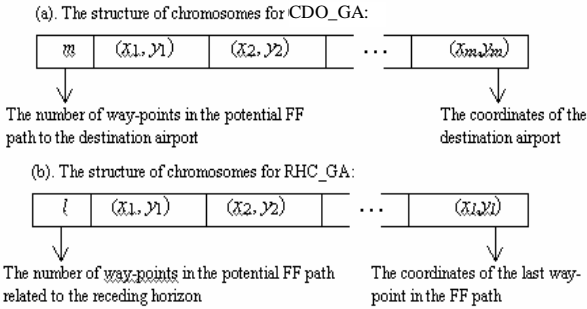 (a). The structure of chromosomes for CDO_GA:
m (x1, y1) (x2, y2) ... (xm,ym)
The number of way-points in the potential FF
path to the destination airport
The coordinates of the
destination airport
(b). The structure of chromosomes for RHC_GA:
l (x1, y1) (x2, y2) ... (xl,yl)
The number of way-points in the potential FF path
related to the receding horizon
The coordinates of the last way-
point in the FF path